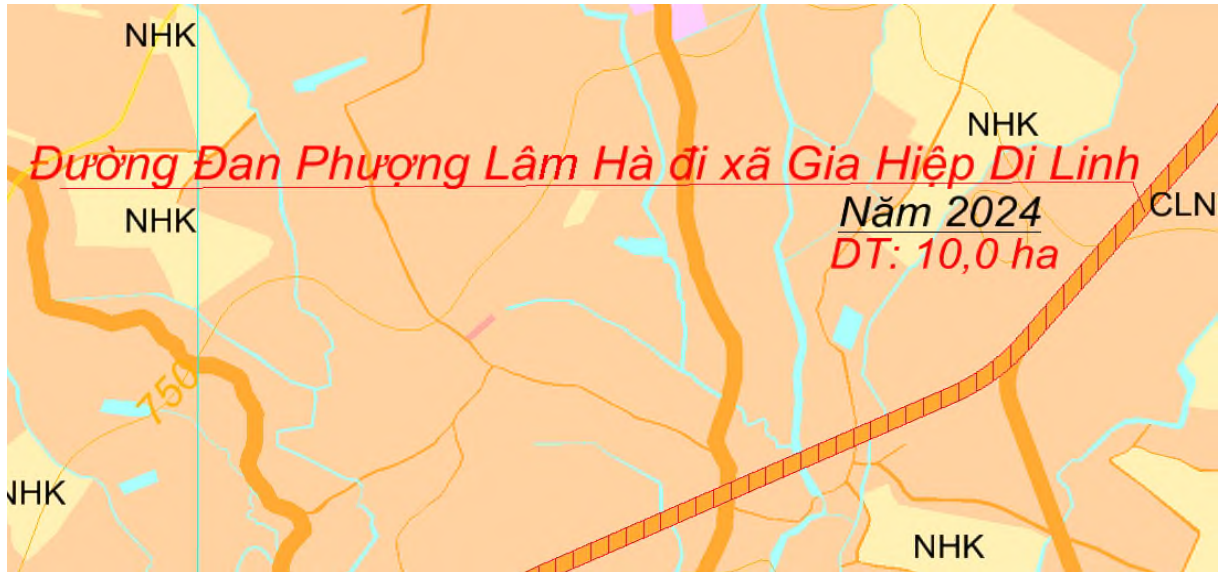 NHK
NHK
Đường Đan Phượng Lâm Hà đi xã Gia Hiệp Di Linh
NHK
CLN
Năm 2024
DT: 10,0 ha
750
NHK
NHK